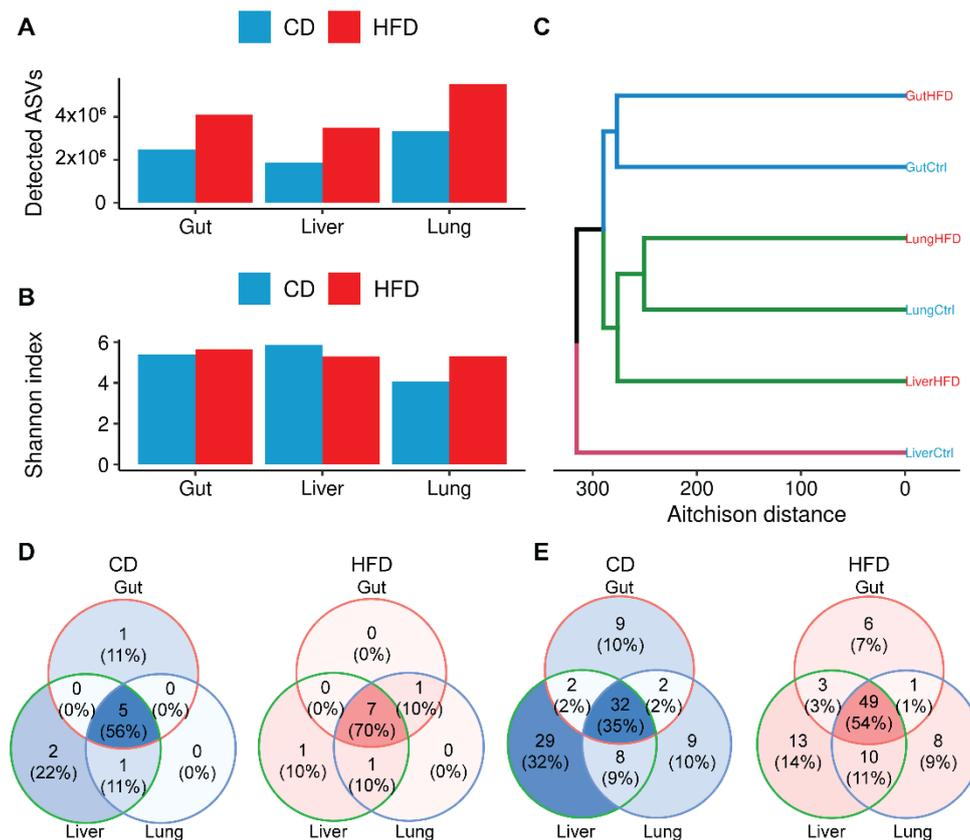 A
CD HFD
Detected ASVs
4x10⁶
2x10⁶
0
Gut Liver Lung
B
CD HFD
Shannon index
6
4
2
0
Gut Liver Lung
C
GutHFD
GutCtrl
LungHFD
LungCtrl
LiverHFD
LiverCtrl
300 200 100 0
Aitchison distance
D
CD
Gut
1
(11%)
0
(0%)
0
(0%)
5
(56%)
2
(22%)
1
(11%)
0
(0%)
Liver Lung
HFD
Gut
0
(0%)
0
(0%)
1
(10%)
7
(70%)
1
(10%)
1
(10%)
0
(0%)
Liver Lung
E
CD
Gut
9
(10%)
2
(2%)
2
(2%)
32
(35%)
29
(32%)
8
(9%)
9
(10%)
Liver Lung
HFD
Gut
6
(7%)
3
(3%)
1
(1%)
49
(54%)
13
(14%)
10
(11%)
8
(9%)
Liver Lung